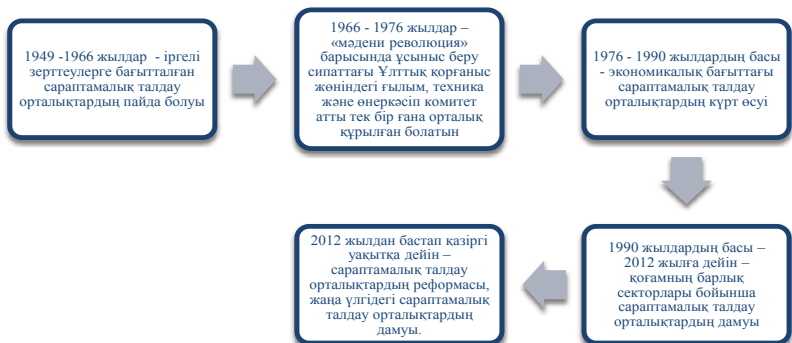 1949 -1966 жылдар - іргелі
зерттеулерге бағытталған
сараптамалық талдау
орталықтардың пайда болуы
1966 - 1976 жылдар –
«мәдени революция»
барысында ұсыныс беру
сипаттағы Ұлттық қорғаныс
жөніндегі ғылым, техника
және өнеркәсіп комитет
атты тек бір ғана орталық
құрылған болатын
1976 - 1990 жылдардың басы
- экономикалық бағыттағы
сараптамалық талдау
орталықтардың күрт өсуі
1990 жылдардың басы –
2012 жылға дейін –
қоғамның барлық
секторлары бойынша
сараптамалық талдау
орталықтардың дамуы
2012 жылдан бастап қазіргі
уақытқа дейін –
сараптамалық талдау
орталықтардың реформасы,
жаңа үлгідегі сараптамалық
талдау орталықтардың
дамуы.